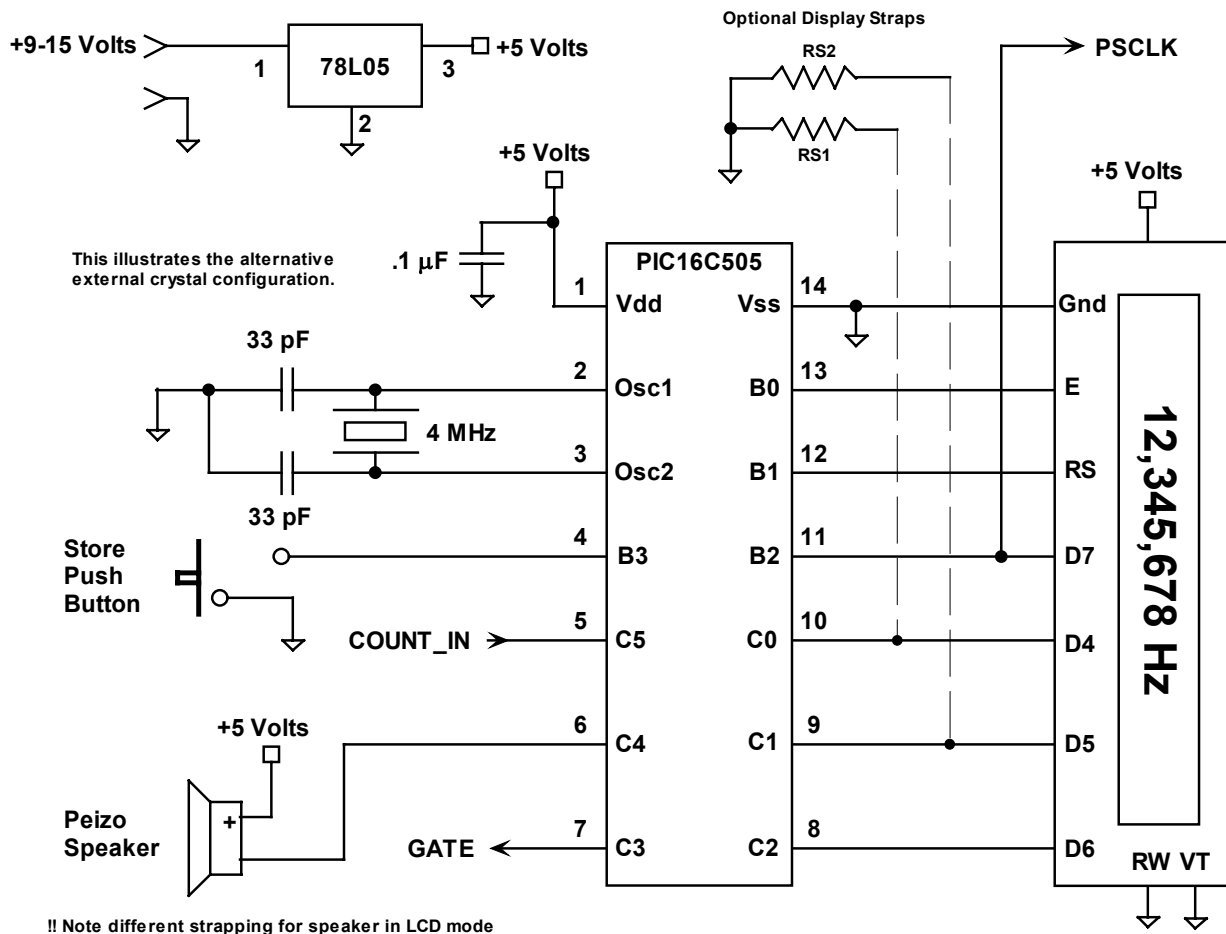 Optional Display Straps
+9-15 Volts
1
78L05
3
+5 Volts
2
RS2
RS1
PSCLK
+5 Volts
+5 Volts
This illustrates the alternative
external crystal configuration.
.1 µF
PIC16C505
1
Vdd
Vss
14
Gnd
33 pF
2
Osc1
B0
13
E
4 MHz
3
Osc2
B1
12
RS
33 pF
Store
Push
Button
4
B3
B2
11
D7
12,345,678 Hz
COUNT_IN
5
C5
C0
10
D4
+5 Volts
6
C4
C1
9
D5
Peizo
Speaker
+
GATE
7
C3
C2
8
D6
RW VT
!! Note different strapping for speaker in LCD mode